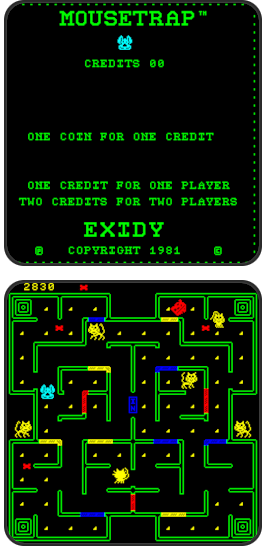 MOUSETRAP™
CREDITS 00
ONE COIN FOR ONE CREDIT
ONE CREDIT FOR ONE PLAYER
TWO CREDITS FOR TWO PLAYERS
EXIDY
℗ COPYRIGHT 1981 ©
2830